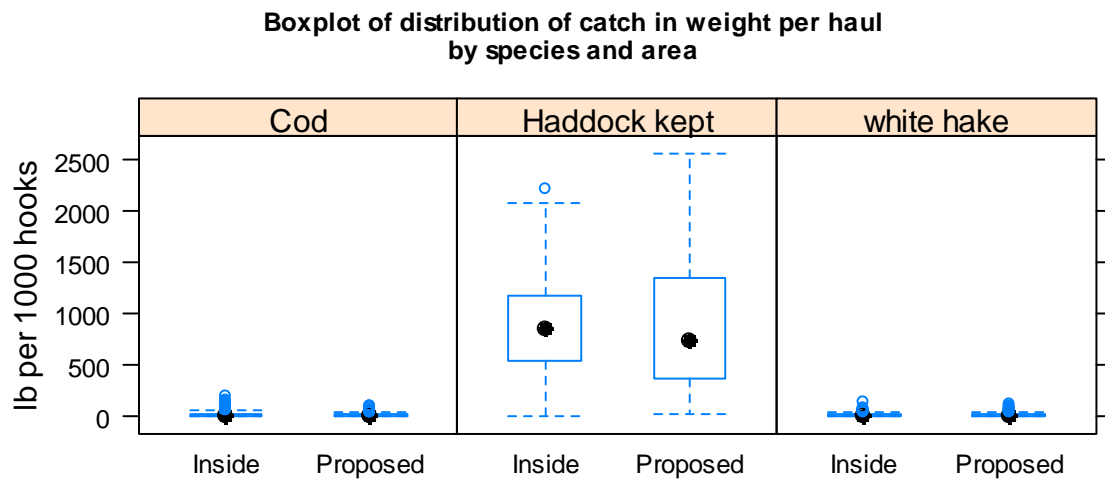 Boxplot of distribution of catch in weight per haul
by species and area
Cod Haddock kept white hake
lb per 1000 hooks
2500
2000
1500
1000
500
0
Inside Proposed Inside Proposed Inside Proposed